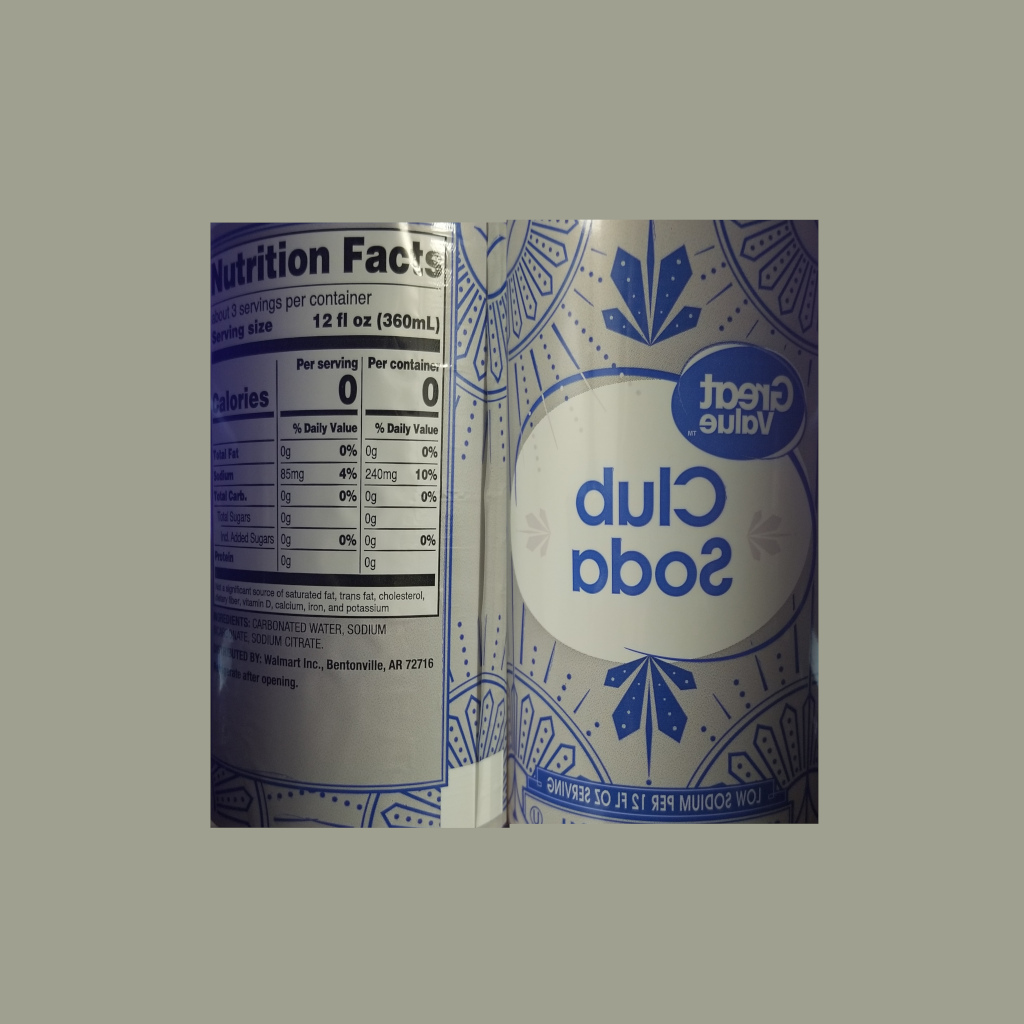 Nutrition Facts
about 3 servings per container
Serving size 12 fl oz (360mL)
Per serving Per container
Calories 0 0
% Daily Value % Daily Value
Total Fat 0g 0% 0g 0%
Sodium 85mg 4% 240mg 10%
Total Carb. 0g 0% 0g 0%
Total Sugars 0g 0g
Incl. Added Sugars 0g 0% 0g 0%
Protein 0g 0g
Not a significant source of saturated fat, trans fat, cholesterol,
dietary fiber, vitamin D, calcium, iron, and potassium
INGREDIENTS: CARBONATED WATER, SODIUM
SODIUM CITRATE.
DISTRIBUTED BY: Walmart Inc., Bentonville, AR 72716
after opening.
Great
Value™
Club
Soda
LOW SODIUM PER 12 FL OZ SERVING